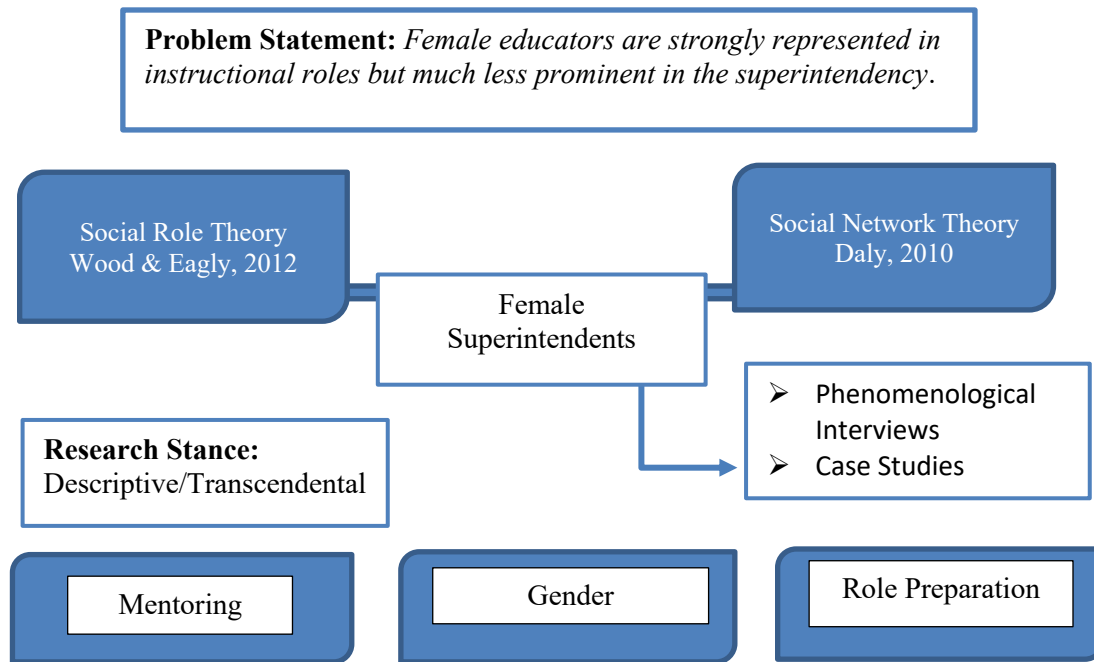 Problem Statement: Female educators are strongly represented in
instructional roles but much less prominent in the superintendency.
Social Role Theory
Wood & Eagly, 2012
Social Network Theory
Daly, 2010
Female
Superintendents
➤ Phenomenological
Interviews
➤ Case Studies
Research Stance:
Descriptive/Transcendental
Mentoring
Gender
Role Preparation